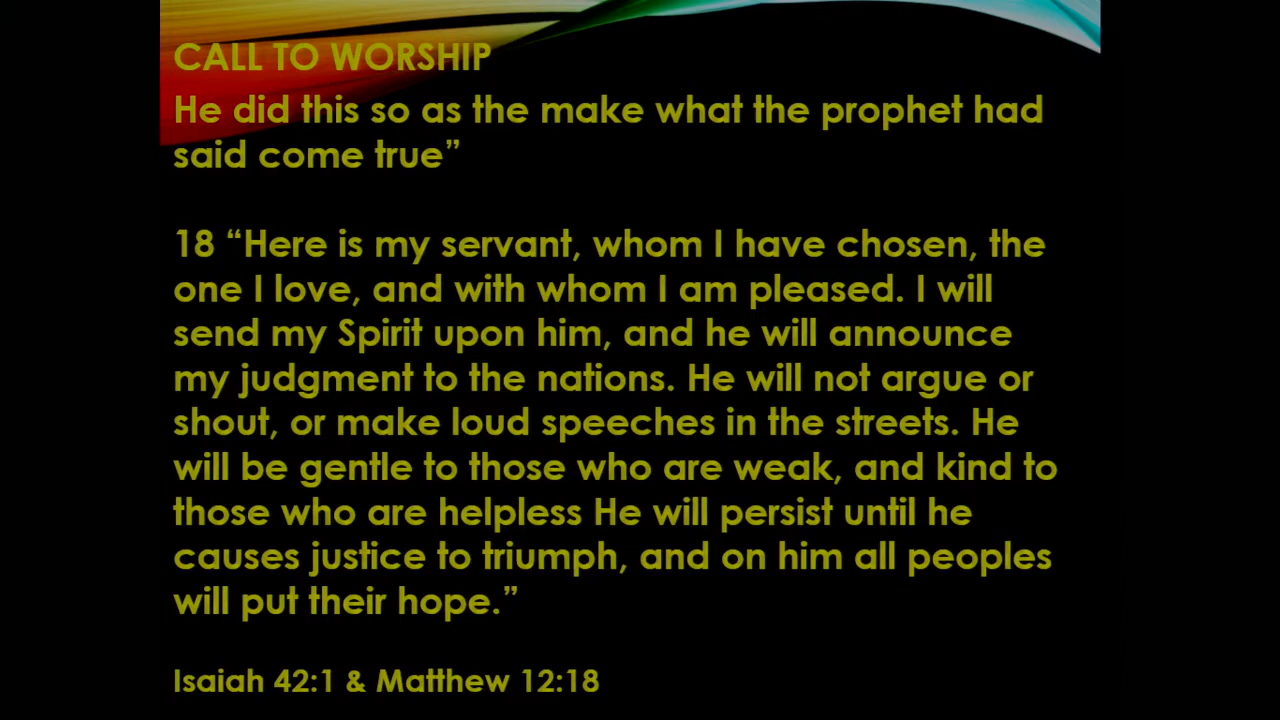 CALL TO WORSHIP
He did this so as the make what the prophet had
said come true”
18 “Here is my servant, whom I have chosen, the
one I love, and with whom I am pleased. I will
send my Spirit upon him, and he will announce
my judgment to the nations. He will not argue or
shout, or make loud speeches in the streets. He
will be gentle to those who are weak, and kind to
those who are helpless He will persist until he
causes justice to triumph, and on him all peoples
will put their hope.”
Isaiah 42:1 & Matthew 12:18